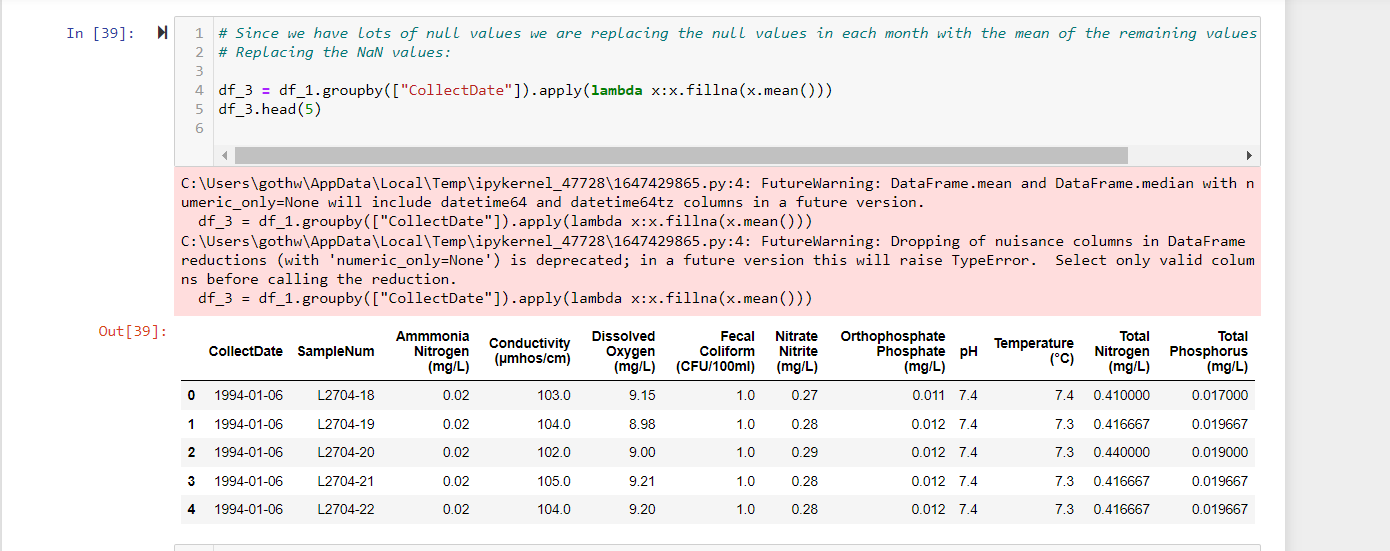 In [39]:
1 # Since we have lots of null values we are replacing the null values in each month with the mean of the remaining values
2 # Replacing the NaN values:
3
4 df_3 = df_1.groupby(["CollectDate"]).apply(lambda x:x.fillna(x.mean()))
5 df_3.head(5)
6
C:\Users\gothw\AppData\Local\Temp\ipykernel_47728\1647429865.py:4: FutureWarning: DataFrame.mean and DataFrame.median with n
umeric_only=None will include datetime64 and datetime64tz columns in a future version.
df_3 = df_1.groupby(["CollectDate"]).apply(lambda x:x.fillna(x.mean()))
C:\Users\gothw\AppData\Local\Temp\ipykernel_47728\1647429865.py:4: FutureWarning: Dropping of nuisance columns in DataFrame
reductions (with 'numeric_only=None') is deprecated; in a future version this will raise TypeError.  Select only valid colum
ns before calling the reduction.
df_3 = df_1.groupby(["CollectDate"]).apply(lambda x:x.fillna(x.mean()))
Out[39]:
CollectDate SampleNum Ammmonia Nitrogen (mg/L) Conductivity (µmhos/cm) Dissolved Oxygen (mg/L) Fecal Coliform (CFU/100ml) Nitrate Nitrite (mg/L) Orthophosphate Phosphate (mg/L) pH Temperature (°C) Total Nitrogen (mg/L) Total Phosphorus (mg/L)
0 1994-01-06 L2704-18 0.02 103.0 9.15 1.0 0.27 0.011 7.4 7.4 0.410000 0.017000
1 1994-01-06 L2704-19 0.02 104.0 8.98 1.0 0.28 0.012 7.4 7.3 0.416667 0.019667
2 1994-01-06 L2704-20 0.02 102.0 9.00 1.0 0.29 0.012 7.4 7.3 0.440000 0.019000
3 1994-01-06 L2704-21 0.02 105.0 9.21 1.0 0.28 0.012 7.4 7.3 0.416667 0.019667
4 1994-01-06 L2704-22 0.02 104.0 9.20 1.0 0.28 0.012 7.4 7.3 0.416667 0.019667